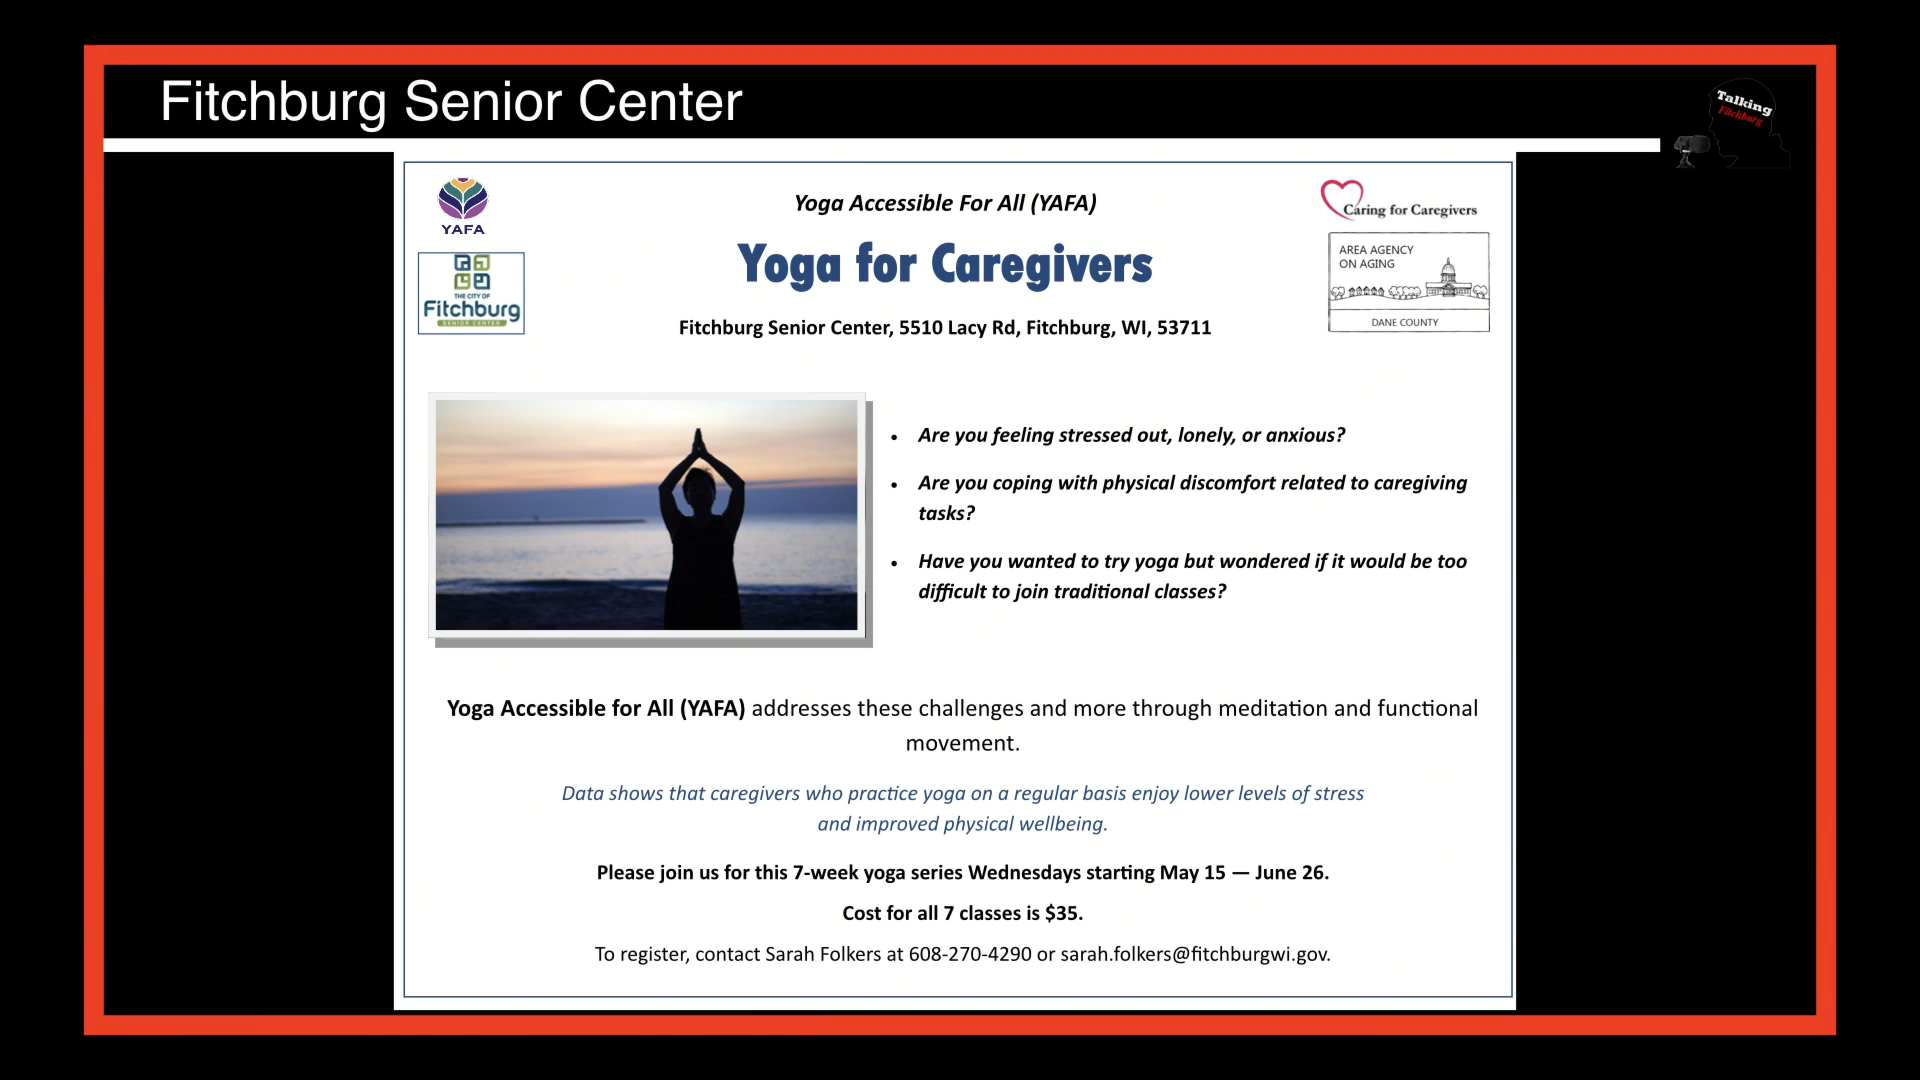 Fitchburg Senior Center
Talking
Fitchburg
YAFA
THE CITY OF
Fitchburg
SENIOR CENTER
Yoga Accessible For All (YAFA)
Yoga for Caregivers
Fitchburg Senior Center, 5510 Lacy Rd, Fitchburg, WI, 53711
Caring for Caregivers
AREA AGENCY
ON AGING
DANE COUNTY
• Are you feeling stressed out, lonely, or anxious?
• Are you coping with physical discomfort related to caregiving
tasks?
• Have you wanted to try yoga but wondered if it would be too
difficult to join traditional classes?
Yoga Accessible for All (YAFA) addresses these challenges and more through meditation and functional
movement.
Data shows that caregivers who practice yoga on a regular basis enjoy lower levels of stress
and improved physical wellbeing.
Please join us for this 7-week yoga series Wednesdays starting May 15 — June 26.
Cost for all 7 classes is $35.
To register, contact Sarah Folkers at 608-270-4290 or sarah.folkers@fitchburgwi.gov.